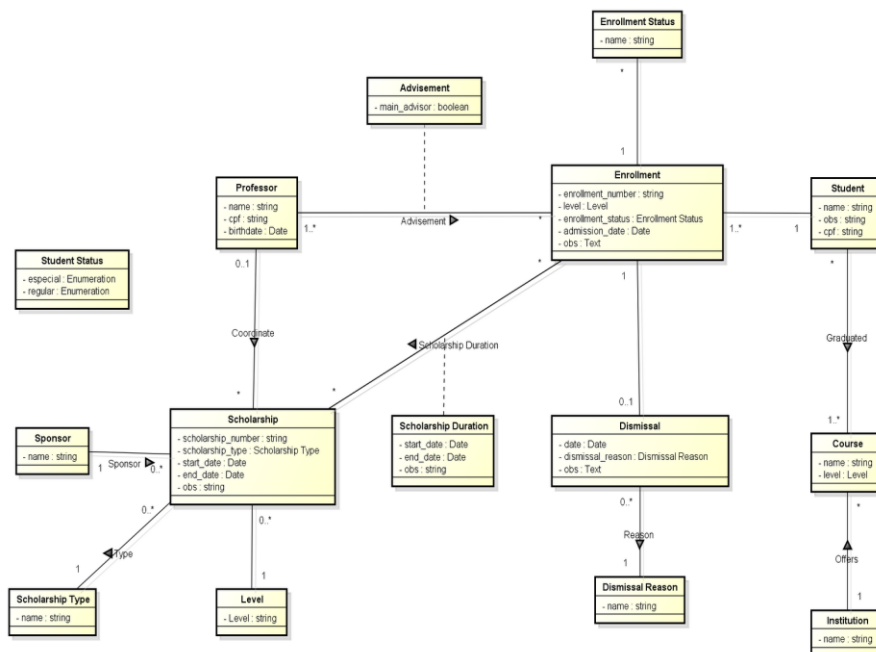 Enrollment Status
- name : string
*
1
Advisement
- main_advisor : boolean
Professor
- name : string
- cpf : string
- birthdate : Date
1..*
Advisement
*
0..1
Enrollment
- enrollment_number : string
- level : Level
- enrollment_status : Enrollment Status
- admission_date : Date
- obs : Text
1..*
1
*
1
Student
- name : string
- obs : string
- cpf : string
*
Student Status
- especial : Enumeration
- regular : Enumeration
Coordinate
*
Scholarship Duration
*
Graduated
1..*
0..1
Scholarship
- scholarship_number : string
- scholarship_type : Scholarship Type
- start_date : Date
- end_date : Date
- obs : string
Sponsor
- name : string
1
Sponsor
0..*
Scholarship Duration
- start_date : Date
- end_date : Date
- obs : string
Dismissal
- date : Date
- dismissal_reason : Dismissal Reason
- obs : Text
Course
- name : string
- level : Level
0..*
0..*
0..*
*
Type
Reason
Offers
1
1
1
1
Scholarship Type
- name : string
Level
- Level : string
Dismissal Reason
- name : string
Institution
- name : string